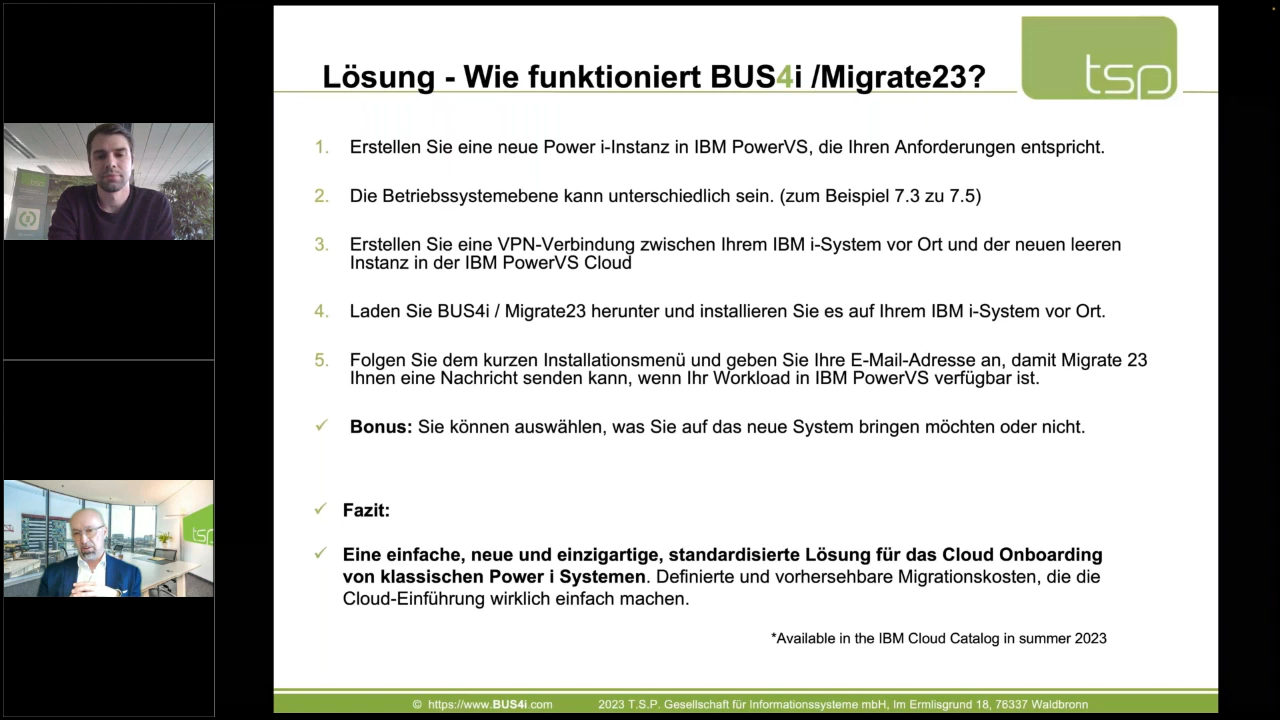 Lösung - Wie funktioniert BUS4i /Migrate23?
tsp
1. Erstellen Sie eine neue Power i-Instanz in IBM PowerVS, die Ihren Anforderungen entspricht.
2. Die Betriebssystemebene kann unterschiedlich sein. (zum Beispiel 7.3 zu 7.5)
3. Erstellen Sie eine VPN-Verbindung zwischen Ihrem IBM i-System vor Ort und der neuen leeren
Instanz in der IBM PowerVS Cloud
4. Laden Sie BUS4i / Migrate23 herunter und installieren Sie es auf Ihrem IBM i-System vor Ort.
5. Folgen Sie dem kurzen Installationsmenü und geben Sie Ihre E-Mail-Adresse an, damit Migrate 23
Ihnen eine Nachricht senden kann, wenn Ihr Workload in IBM PowerVS verfügbar ist.
✓ Bonus: Sie können auswählen, was Sie auf das neue System bringen möchten oder nicht.
✓ Fazit:
✓ Eine einfache, neue und einzigartige, standardisierte Lösung für das Cloud Onboarding
von klassischen Power i Systemen. Definierte und vorhersehbare Migrationskosten, die die
Cloud-Einführung wirklich einfach machen.
*Available in the IBM Cloud Catalog in summer 2023
© https://www.BUS4i.com 2023 T.S.P. Gesellschaft für Informationssysteme mbH, Im Ermlisgrund 18, 76337 Waldbronn
tsp